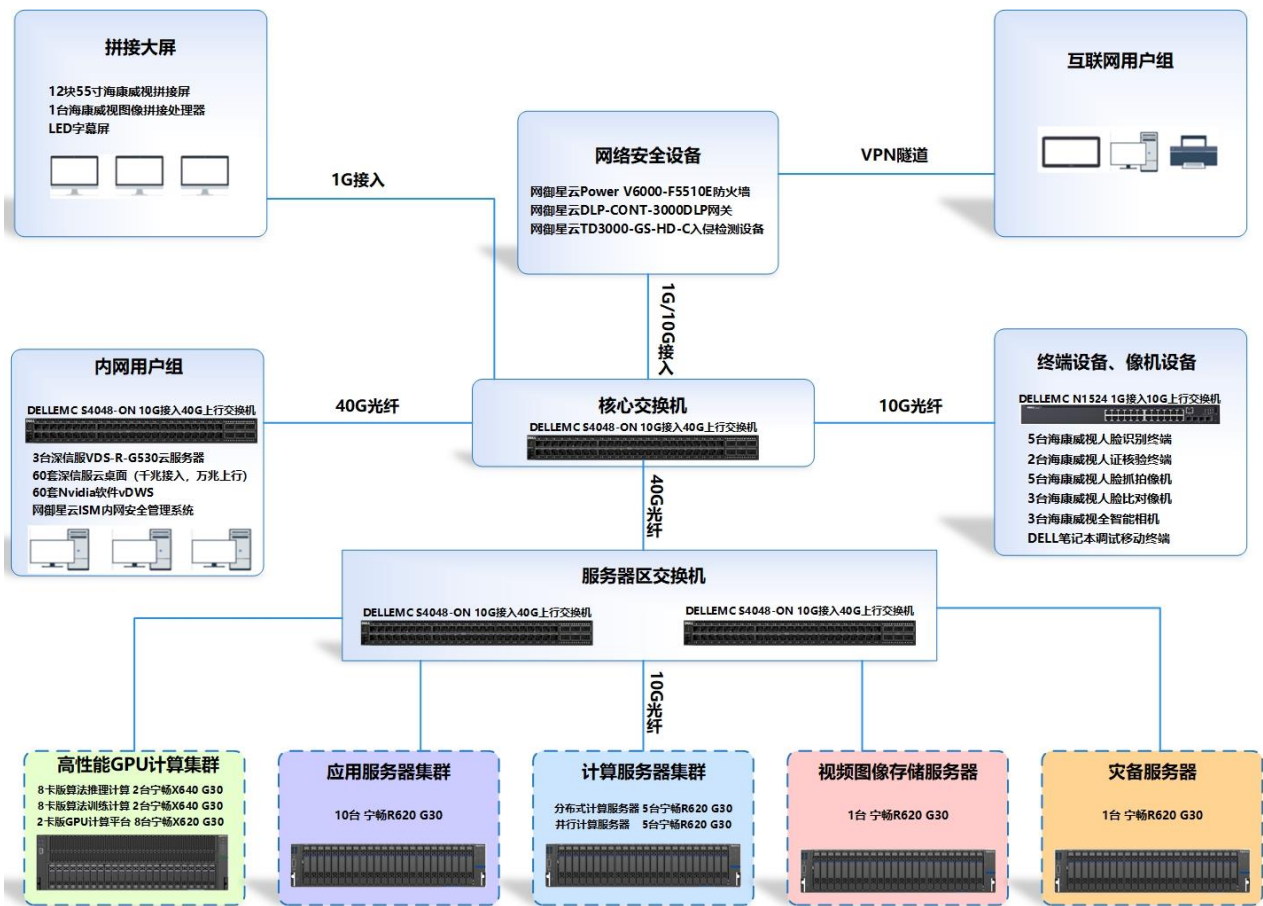 拼接大屏
12块55寸海康威视拼接屏
1台海康威视图像拼接处理器
LED字幕屏
1G接入
网络安全设备
网御星云Power V6000-F5510E防火墙
网御星云DLP-CONT-3000DLP网关
网御星云TD3000-GS-HD-C入侵检测设备
VPN隧道
互联网用户组
1G/10G接入
内网用户组
DELLEMC S4048-ON 10G接入40G上行交换机
3台深信服VDS-R-G530云服务器
60套深信服云桌面（千兆接入，万兆上行）
60套Nvidia软件vDWS
网御星云ISM内网安全管理系统
40G光纤
核心交换机
DELLEMC S4048-ON 10G接入40G上行交换机
10G光纤
终端设备、像机设备
DELLEMC N1524 1G接入10G上行交换机
5台海康威视人脸识别终端
2台海康威视人证核验终端
5台海康威视人脸抓拍像机
3台海康威视人脸比对像机
3台海康威视全智能相机
DELL笔记本调试移动终端
40G光纤
服务器区交换机
DELLEMC S4048-ON 10G接入40G上行交换机
DELLEMC S4048-ON 10G接入40G上行交换机
10G光纤
高性能GPU计算集群
8卡版算法推理计算 2台宁畅X640 G30
8卡版算法训练计算 2台宁畅X640 G30
2卡版GPU计算平台 8台宁畅X620 G30
应用服务器集群
10台 宁畅R620 G30
计算服务器集群
分布式计算服务器 5台宁畅R620 G30
并行计算服务器 5台宁畅R620 G30
视频图像存储服务器
1台 宁畅R620 G30
灾备服务器
1台 宁畅R620 G30